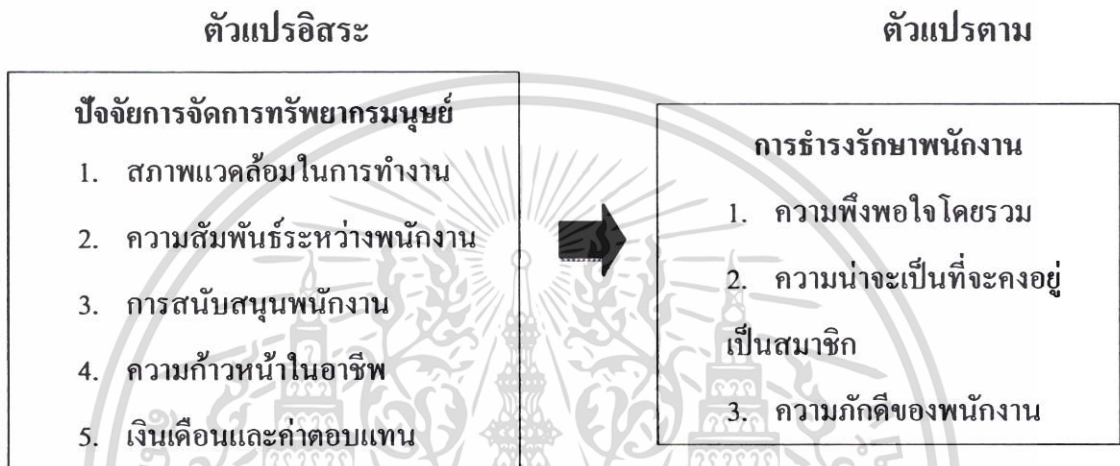 ตัวแปรอิสระ
ตัวแปรตาม
ปัจจัยการจัดการทรัพยากรมนุษย์
1. สภาพแวดล้อมในการทำงาน
2. ความสัมพันธ์ระหว่างพนักงาน
3. การสนับสนุนพนักงาน
4. ความก้าวหน้าในอาชีพ
5. เงินเดือนและค่าตอบแทน
การธำรงรักษาพนักงาน
1. ความพึงพอใจโดยรวม
2. ความน่าจะเป็นที่จะคงอยู่
เป็นสมาชิก
3. ความภักดีของพนักงาน